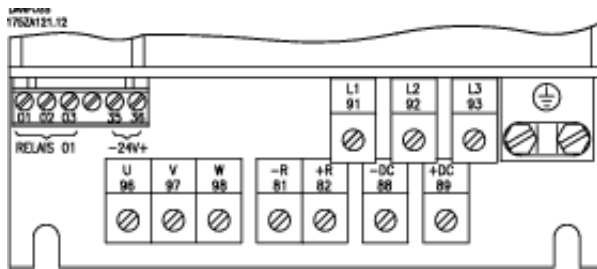 DANFOSS
175ZA121.12
L1 L2 L3
91 92 93
01 02 03 35 36
RELAIS 01 -24V+
U V W -R +R -DC +DC
96 97 98 81 82 88 89